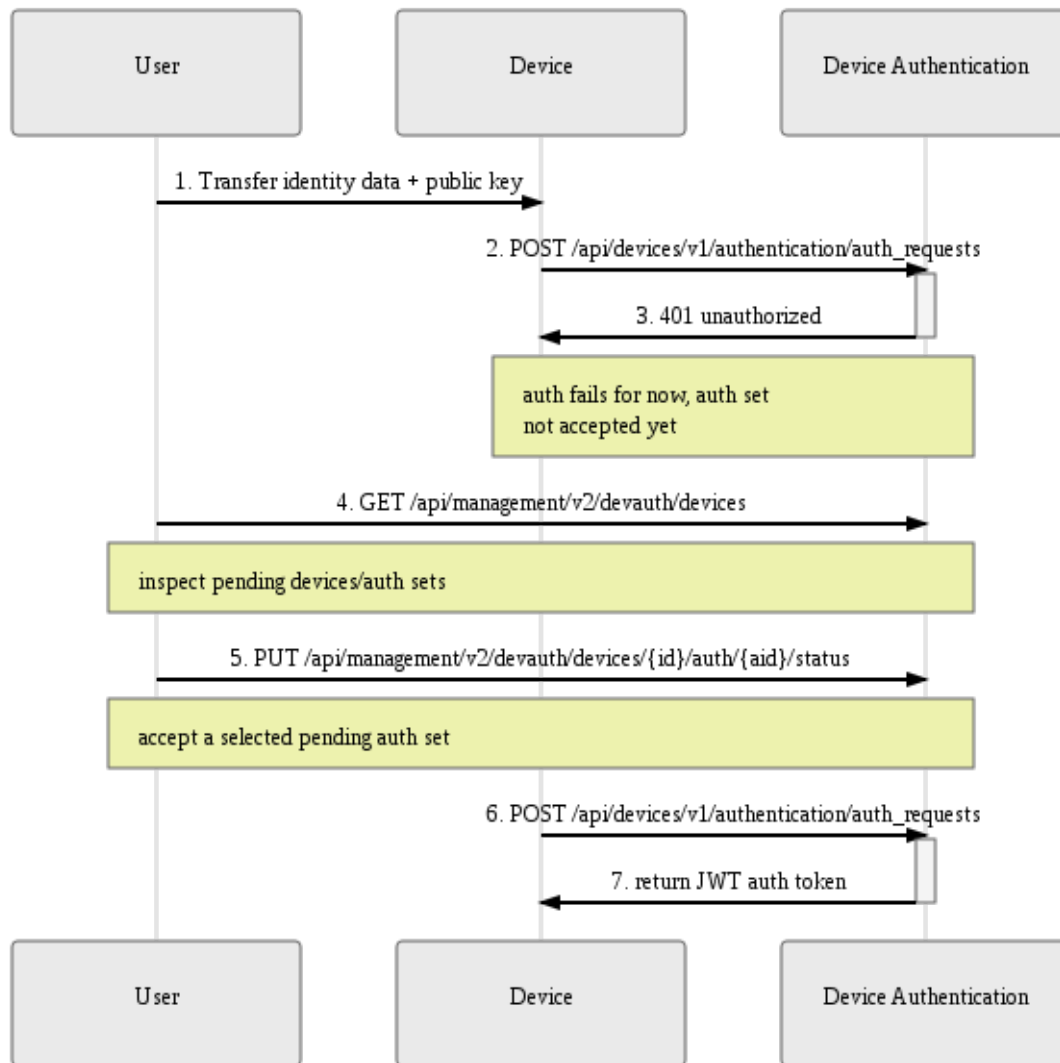 User
Device
Device Authentication
1. Transfer identity data + public key
2. POST /api/devices/v1/authentication/auth_requests
3. 401 unauthorized
auth fails for now, auth set
not accepted yet
4. GET /api/management/v2/devauth/devices
inspect pending devices/auth sets
5. PUT /api/management/v2/devauth/devices/{id}/auth/{aid}/status
accept a selected pending auth set
6. POST /api/devices/v1/authentication/auth_requests
7. return JWT auth token
User
Device
Device Authentication